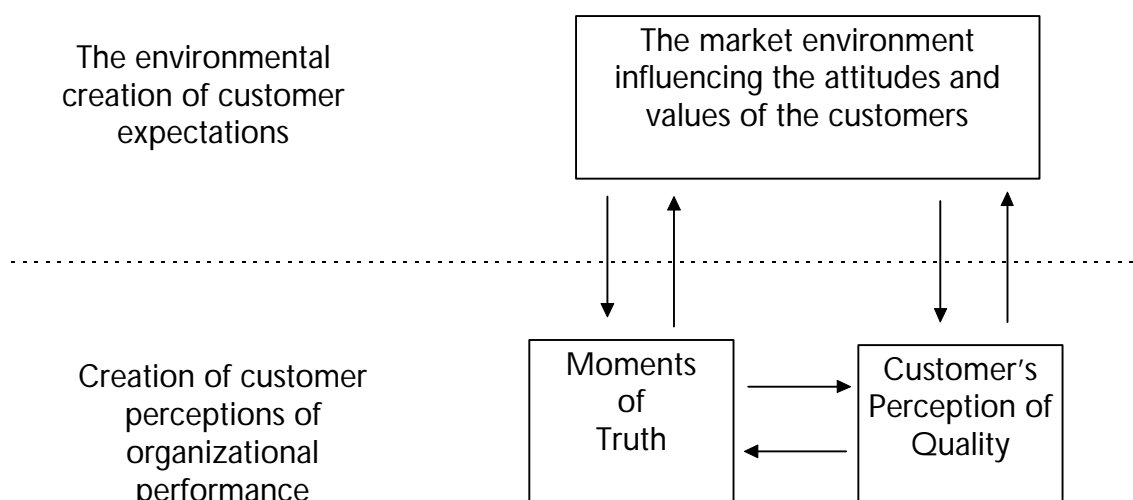 The environmental
creation of customer
expectations
The market environment
influencing the attitudes and
values of the customers
Creation of customer
perceptions of
organizational
performance
Moments
of
Truth
Customer's
Perception of
Quality